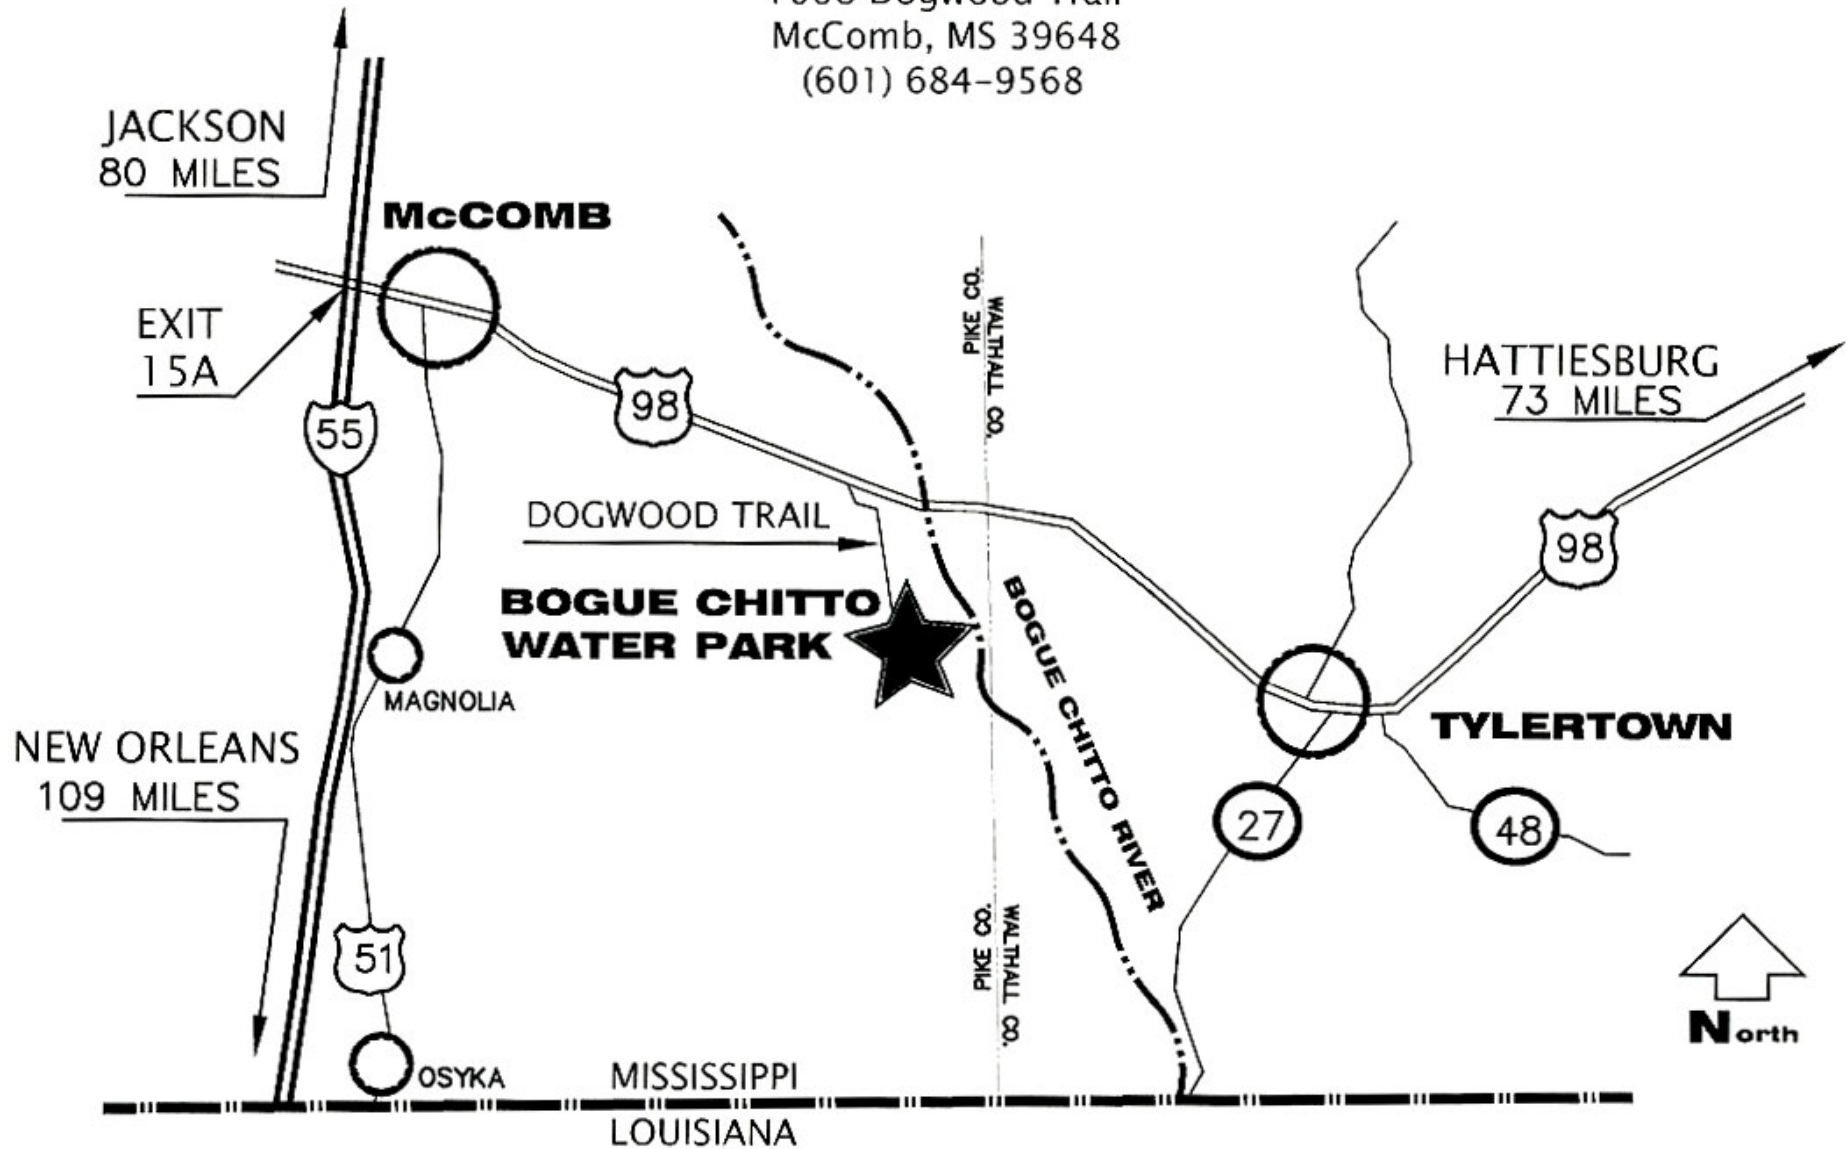 Dogwood Trail
McComb, MS 39648
(601) 684-9568
JACKSON
80 MILES
McCOMB
EXIT
15A
55
98
PIKE CO.
WALTHALL CO.
HATTIESBURG
73 MILES
98
DOGWOOD TRAIL
BOGUE CHITTO
WATER PARK
BOGUE CHITTO RIVER
MAGNOLIA
TYLERTOWN
NEW ORLEANS
109 MILES
27
48
51
PIKE CO.
WALTHALL CO.
North
OSYKA
MISSISSIPPI
LOUISIANA